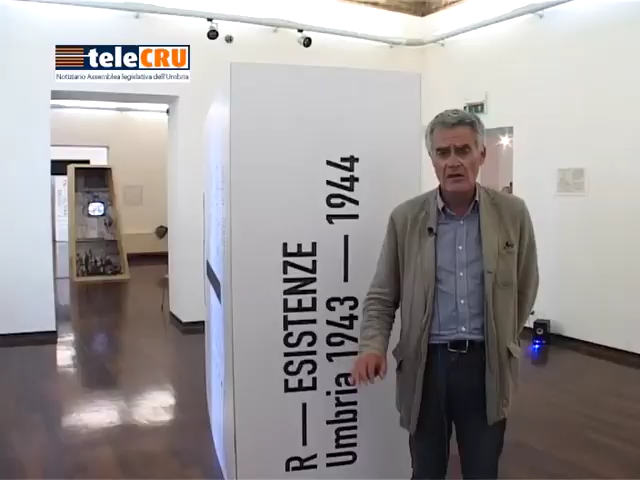 teleCRU
Notiziario Assemblea legislativa dell'Umbria
R — ESISTENZE
Umbria 1943 — 1944